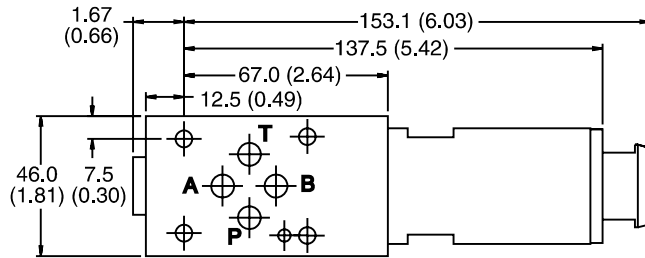 1.67
(0.66)
153.1 (6.03)
137.5 (5.42)
67.0 (2.64)
12.5 (0.49)
46.0
(1.81)
7.5
(0.30)
T
A
B
P